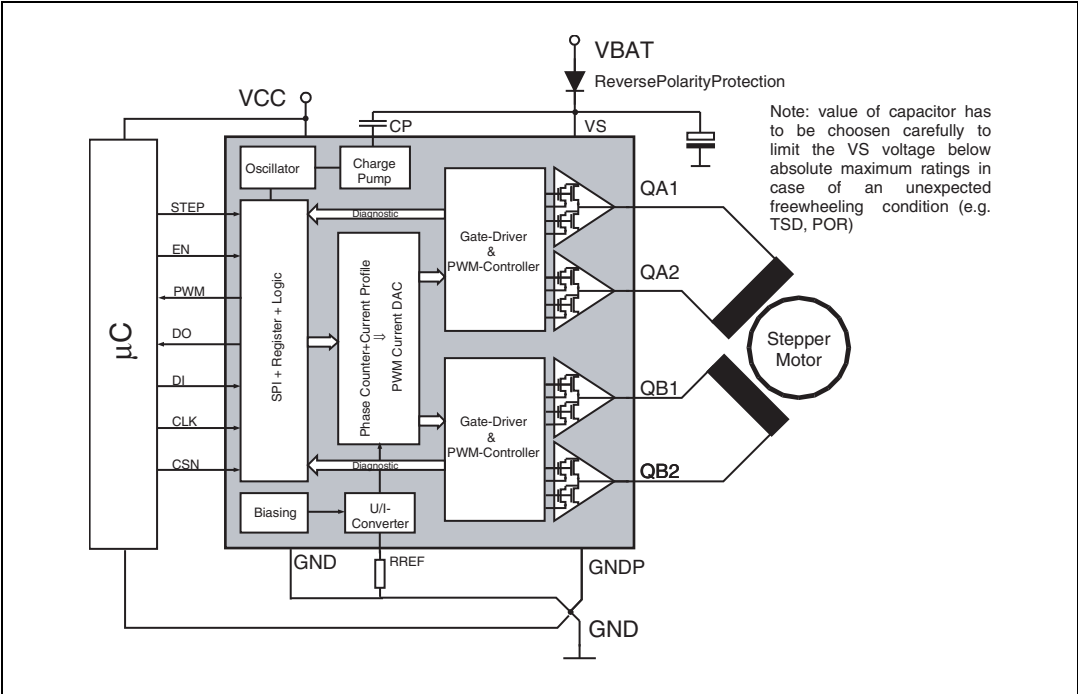 VBAT
ReversePolarityProtection
VCC
CP
VS
Note: value of capacitor has
to be choosen carefully to
limit the VS voltage below
absolute maximum ratings in
case of an unexpected
freewheeling condition (e.g.
TSD, POR)
Oscillator
Charge
Pump
µC
STEP
EN
PWM
DO
DI
CLK
CSN
SPI + Register + Logic
Diagnostic
Phase Counter+Current Profile
⇒
PWM Current DAC
Diagnostic
Gate-Driver
&
PWM-Controller
Gate-Driver
&
PWM-Controller
QA1
QA2
QB1
QB2
Stepper
Motor
Biasing
U/I-
Converter
GND
RREF
GNDP
GND